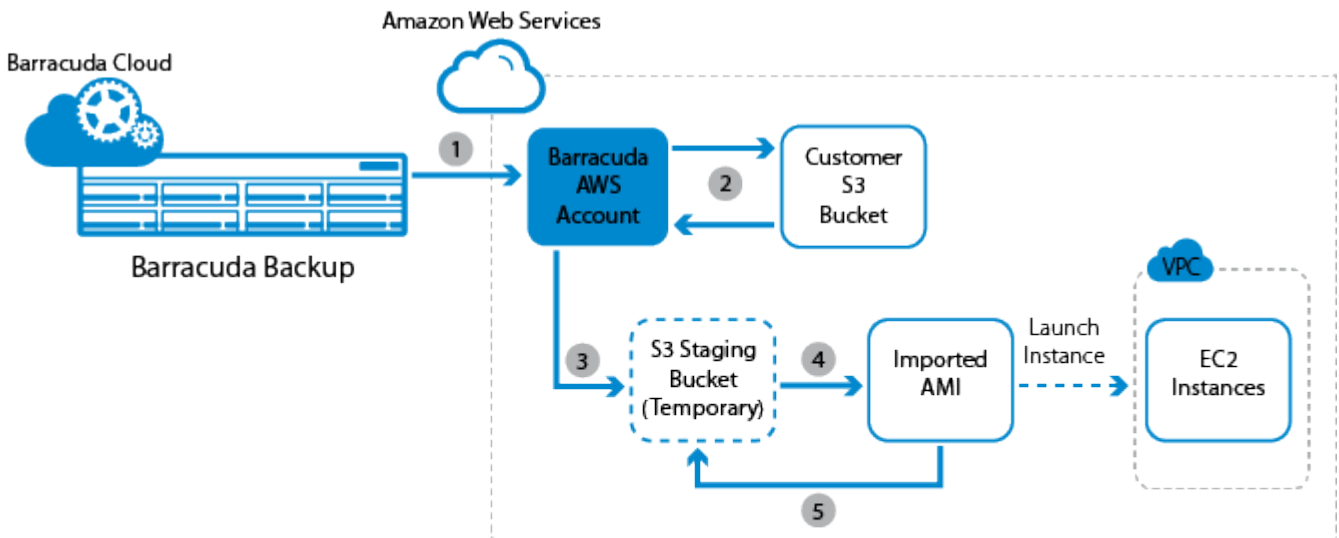 Amazon Web Services
Barracuda Cloud
1
Barracuda
AWS
Account
2
Customer
S3
Bucket
Barracuda Backup
VPC
3
S3 Staging
Bucket
(Temporary)
4
Imported
AMI
Launch
Instance
EC2
Instances
5